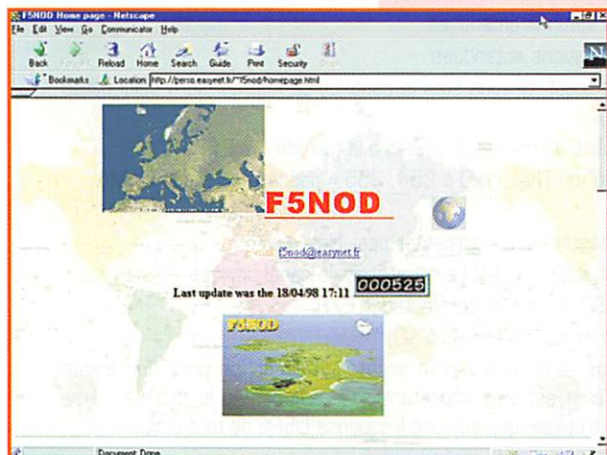 F5NOD Home page - Netscape
File Edit View Go Communicator Help
Back Reload Home Search Guide Print Security
Bookmarks Location http://perso.easynet.fr/~f5nod/homepage.html
F5NOD
f5nod@easynet.fr
Last update was the 18/04/98 17:11 000525
F5NOD
Document: Done